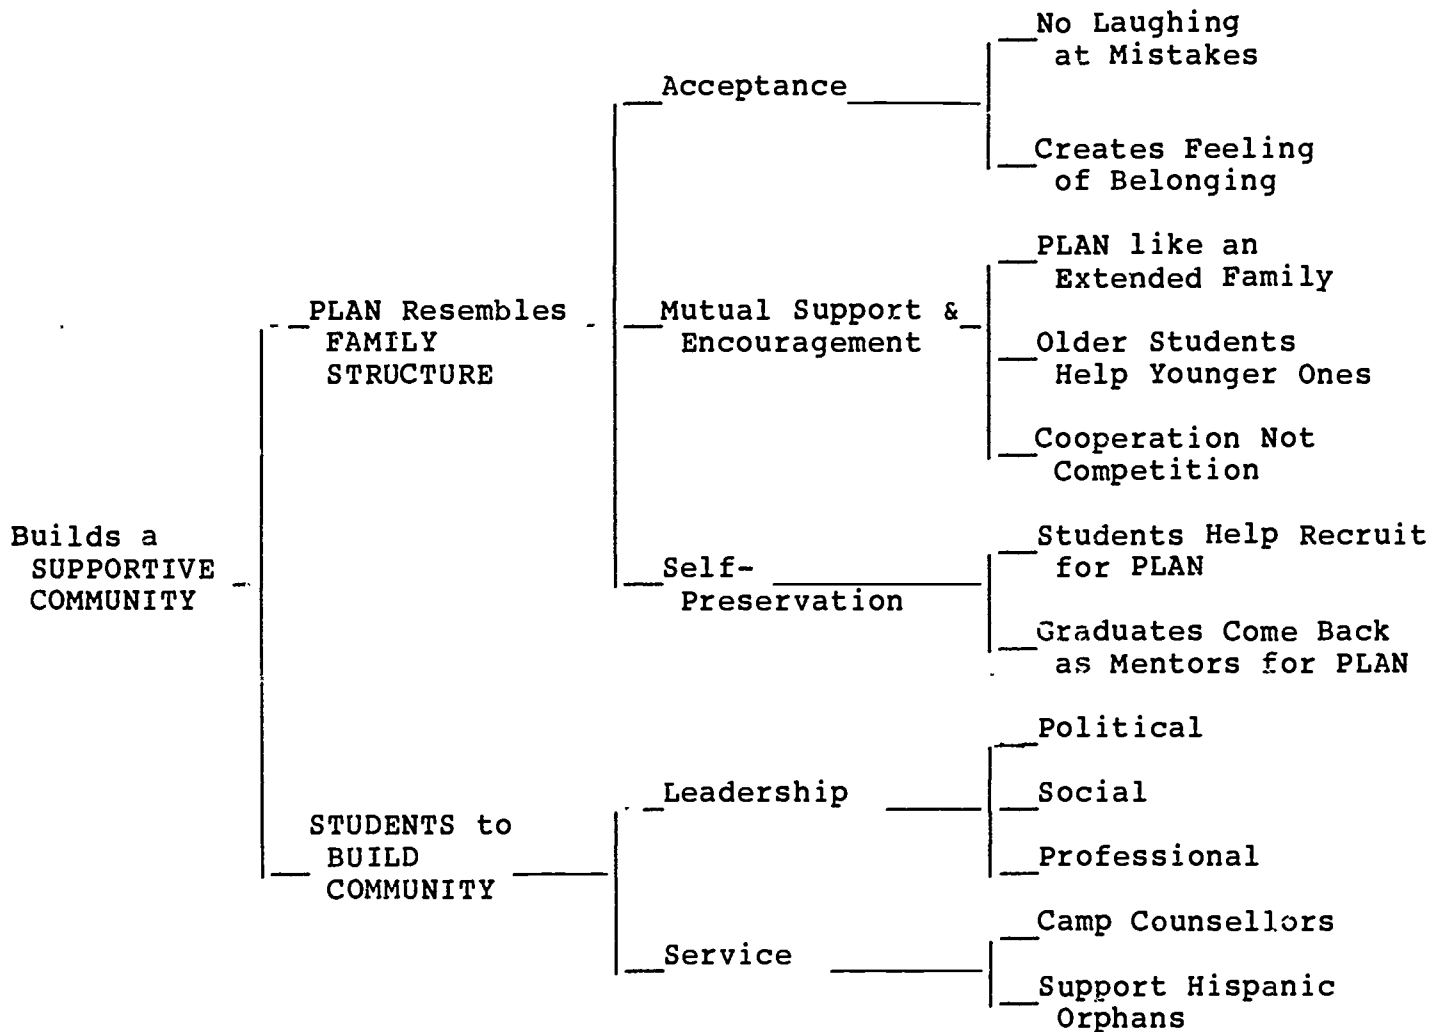 No Laughing
at Mistakes
Acceptance
Creates Feeling
of Belonging
PLAN like an
Extended Family
PLAN Resembles
FAMILY
STRUCTURE
Mutual Support &
Encouragement
Older Students
Help Younger Ones
Cooperation Not
Competition
Builds a
SUPPORTIVE
COMMUNITY
Self-
Preservation
Students Help Recruit
for PLAN
Graduates Come Back
as Mentors for PLAN
Political
Leadership
Social
STUDENTS to
BUILD
COMMUNITY
Professional
Camp Counsellors
Service
Support Hispanic
Orphans